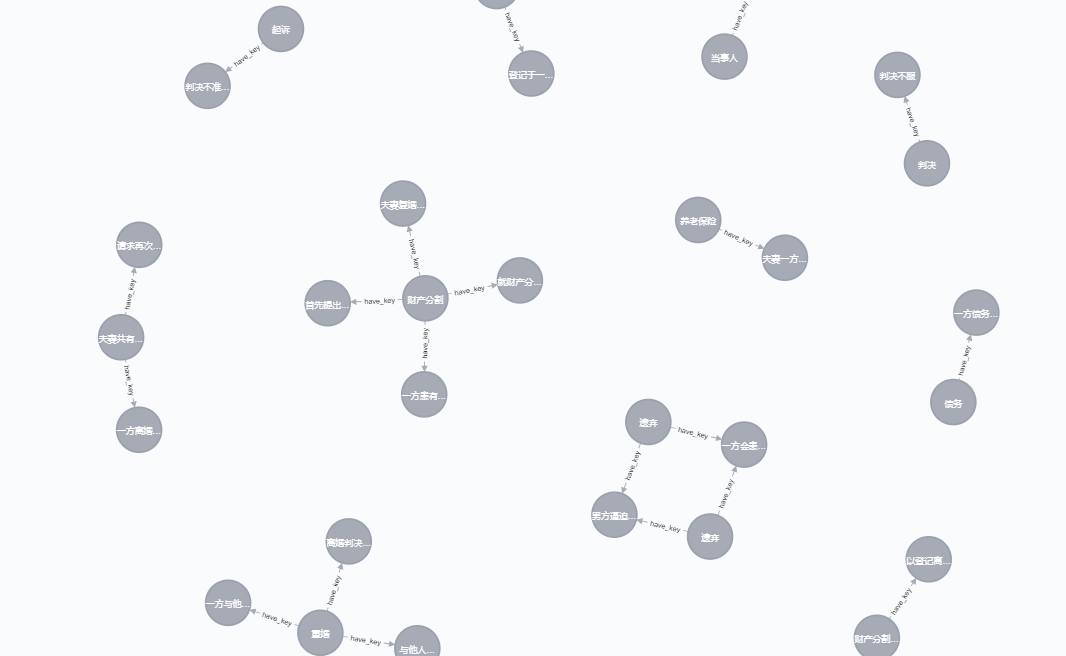 have_key
起诉
have_key
have_key
当事人
登记于一...
判决不服
判决不准...
have_key
判决
夫妻复婚...
养老保险
have_key
夫妻一方...
请求再次...
have_key
就财产分...
have_key
have_key
财产分割
have_key
首先提出...
一方债务...
have_key
夫妻共有...
have_key
have_key
have_key
一方患有...
债务
一方离婚...
遗弃
have_key
一方会患...
have_key
have_key
男方逼迫...
have_key
遗弃
离婚判决...
以登记离...
have_key
have_key
一方与他...
have_key
重婚
have_key
与他人...
财产分割...